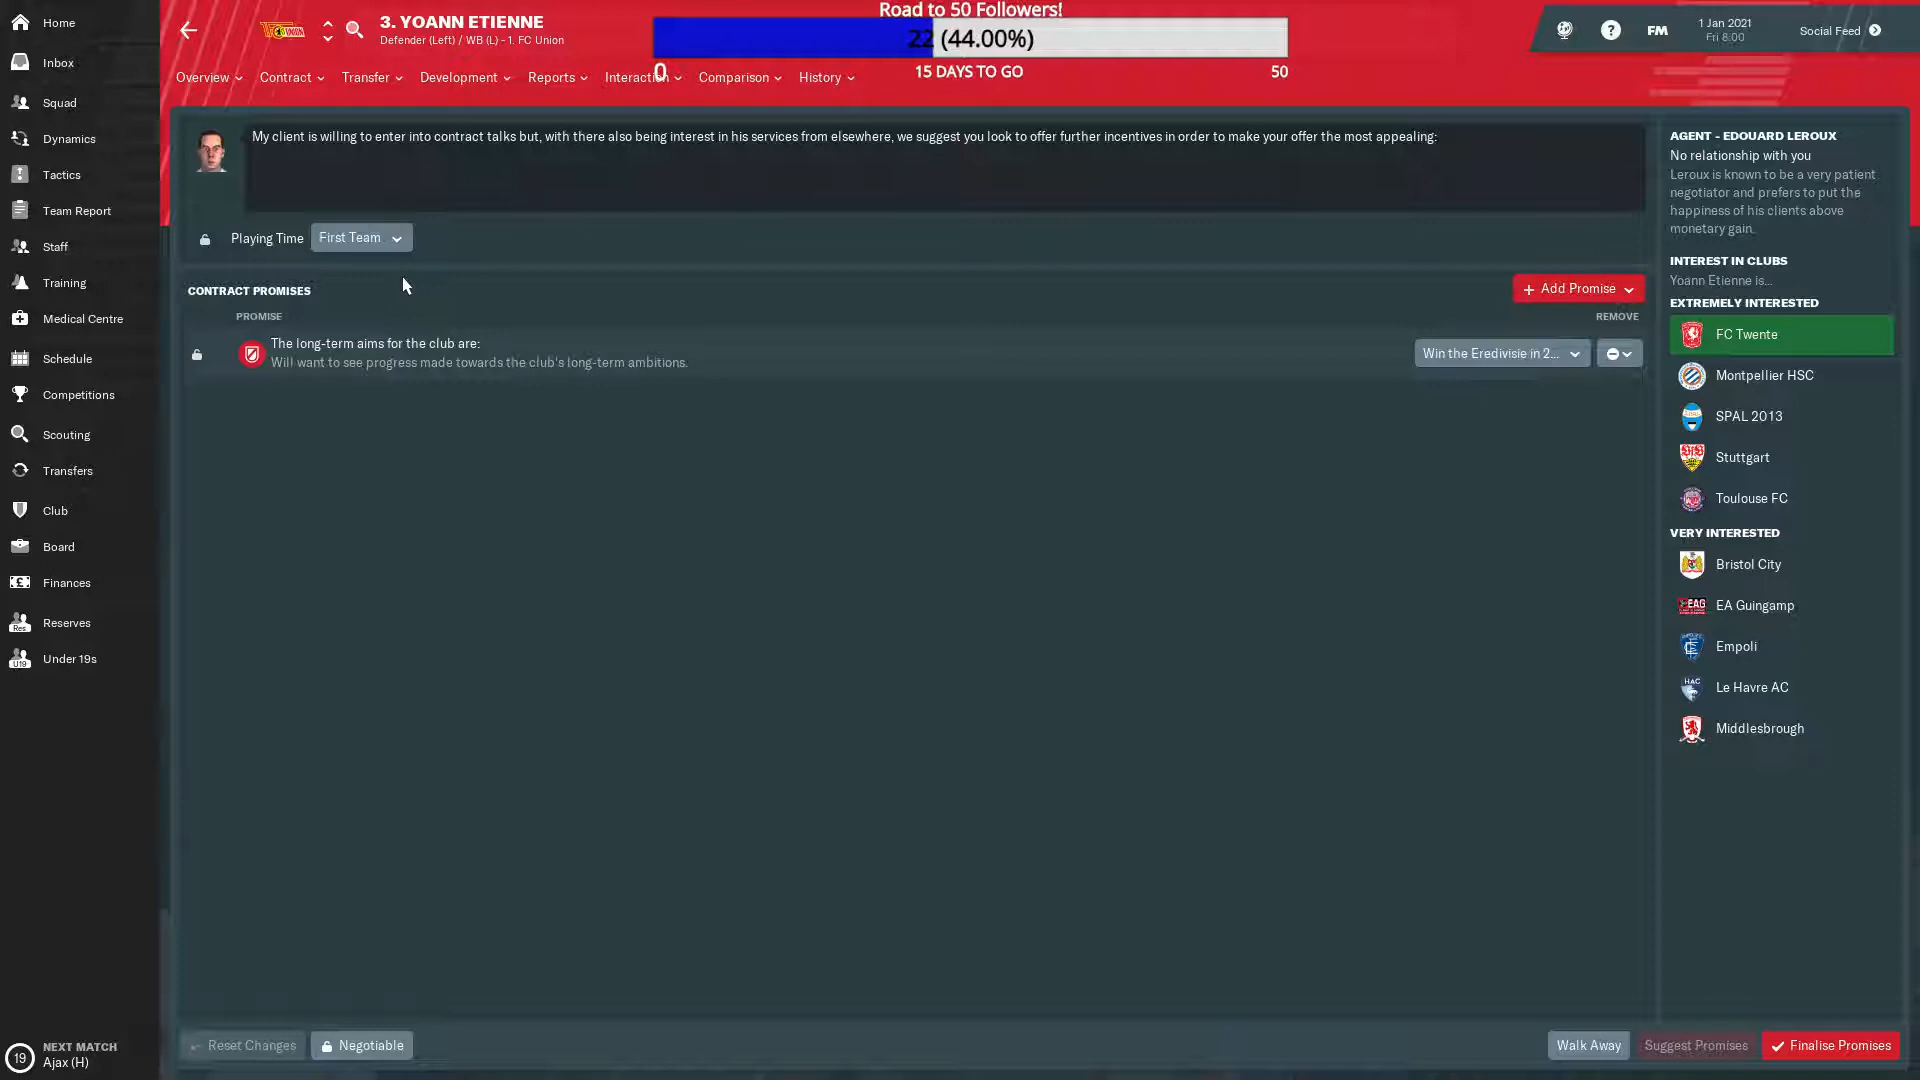 Home
Inbox
Squad
Dynamics
Tactics
Team Report
Staff
Training
Medical Centre
Schedule
Competitions
Scouting
Transfers
Club
Board
Finances
Res
Reserves
U19
Under 19s
19
NEXT MATCH
Ajax (H)
3. YOANN ETIENNE
Defender (Left) / WB (L) - 1. FC Union
Road to 50 Followers!
22 (44.00%)
0
15 DAYS TO GO
50
FM
1 Jan 2021
Fri 8:00
Social Feed
Overview
Contract
Transfer
Development
Reports
Interaction
Comparison
History
My client is willing to enter into contract talks but, with there also being interest in his services from elsewhere, we suggest you look to offer further incentives in order to make your offer the most appealing:
Playing Time
First Team
CONTRACT PROMISES
+ Add Promise
PROMISE
REMOVE
The long-term aims for the club are:
Will want to see progress made towards the club's long-term ambitions.
Win the Eredivisie in 2...
AGENT - EDOUARD LEROUX
No relationship with you
Leroux is known to be a very patient
negotiator and prefers to put the
happiness of his clients above
monetary gain.
INTEREST IN CLUBS
Yoann Etienne is...
EXTREMELY INTERESTED
FC Twente
Montpellier HSC
SPAL 2013
Stuttgart
Toulouse FC
VERY INTERESTED
Bristol City
EAG
EA Guingamp
Empoli
HAC
Le Havre AC
Middlesbrough
Reset Changes
Negotiable
Walk Away
Suggest Promises
Finalise Promises